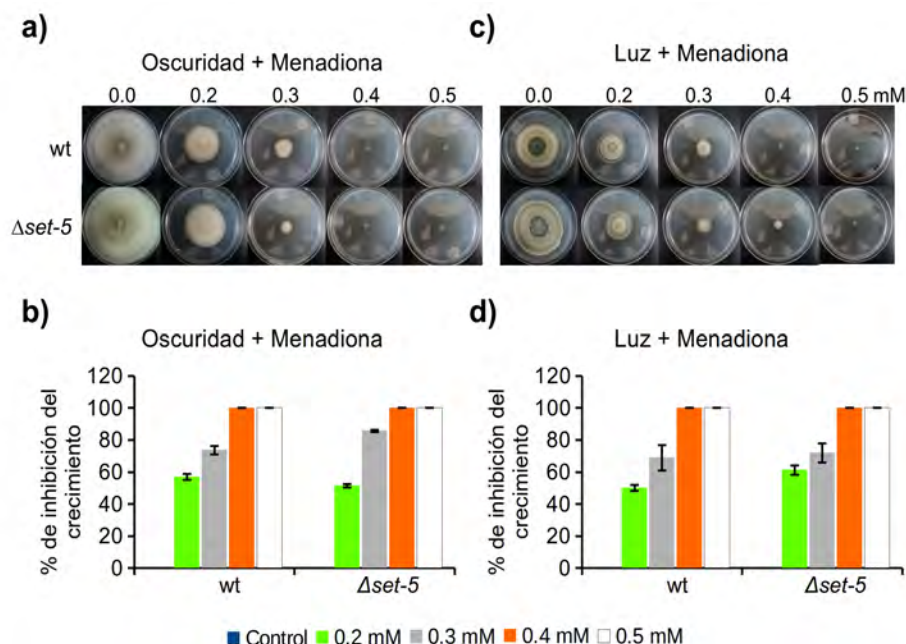 a)
Oscuridad + Menadiona
0.0 0.2 0.3 0.4 0.5
wt
Δset-5
c)
Luz + Menadiona
0.0 0.2 0.3 0.4 0.5 mM
b)
Oscuridad + Menadiona
% de inhibición del
crecimiento
120
100
80
60
40
20
0
wt Δset-5
d)
Luz + Menadiona
% de inhibición del
crecimiento
120
100
80
60
40
20
0
wt Δset-5
Control 0.2 mM 0.3 mM 0.4 mM 0.5 mM